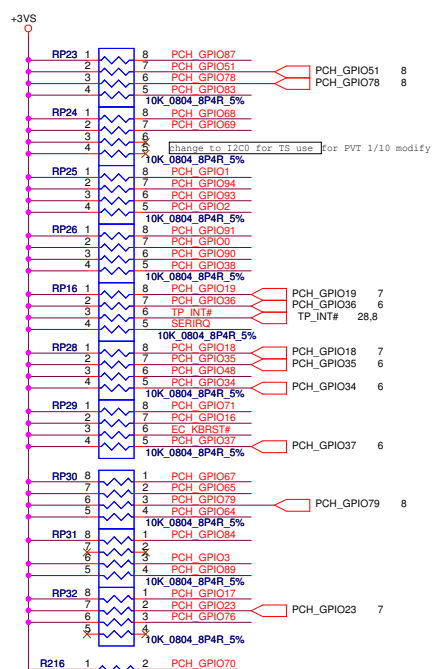 +3VS
RP23 1 8 PCH_GPIO87
2 7 PCH_GPIO51 PCH_GPIO51 8
3 6 PCH_GPIO78 PCH_GPIO78 8
4 5 PCH_GPIO83
10K_0804_8P4R_5%
RP24 1 8 PCH_GPIO68
2 7 PCH_GPIO69
3 6
4 5 change to I2C0 for TS use for PVT 1/10 modify
10K_0804_8P4R_5%
RP25 1 8 PCH_GPIO1
2 7 PCH_GPIO94
3 6 PCH_GPIO93
4 5 PCH_GPIO2
10K_0804_8P4R_5%
RP26 1 8 PCH_GPIO91
2 7 PCH_GPIO0
3 6 PCH_GPIO90
4 5 PCH_GPIO38
10K_0804_8P4R_5%
RP16 1 8 PCH_GPIO19 PCH_GPIO19 7
2 7 PCH_GPIO36 PCH_GPIO36 6
3 6 TP_INT# TP_INT# 28,8
4 5 SERIRQ
10K_0804_8P4R_5%
RP28 1 8 PCH_GPIO18 PCH_GPIO18 7
2 7 PCH_GPIO35 PCH_GPIO35 6
3 6 PCH_GPIO48
4 5 PCH_GPIO34 PCH_GPIO34 6
10K_0804_8P4R_5%
RP29 1 8 PCH_GPIO71
2 7 PCH_GPIO16
3 6 EC_KBRST#
4 5 PCH_GPIO37 PCH_GPIO37 6
10K_0804_8P4R_5%
RP30 8 1 PCH_GPIO67
7 2 PCH_GPIO65
6 3 PCH_GPIO79 PCH_GPIO79 8
5 4 PCH_GPIO64
10K_0804_8P4R_5%
RP31 8 1 PCH_GPIO84
7 2
6 3 PCH_GPIO3
5 4 PCH_GPIO89
10K_0804_8P4R_5%
RP32 8 1 PCH_GPIO17
7 2 PCH_GPIO23 PCH_GPIO23 7
6 3 PCH_GPIO76
5 4
10K_0804_8P4R_5%
R216 1 2 PCH_GPIO70